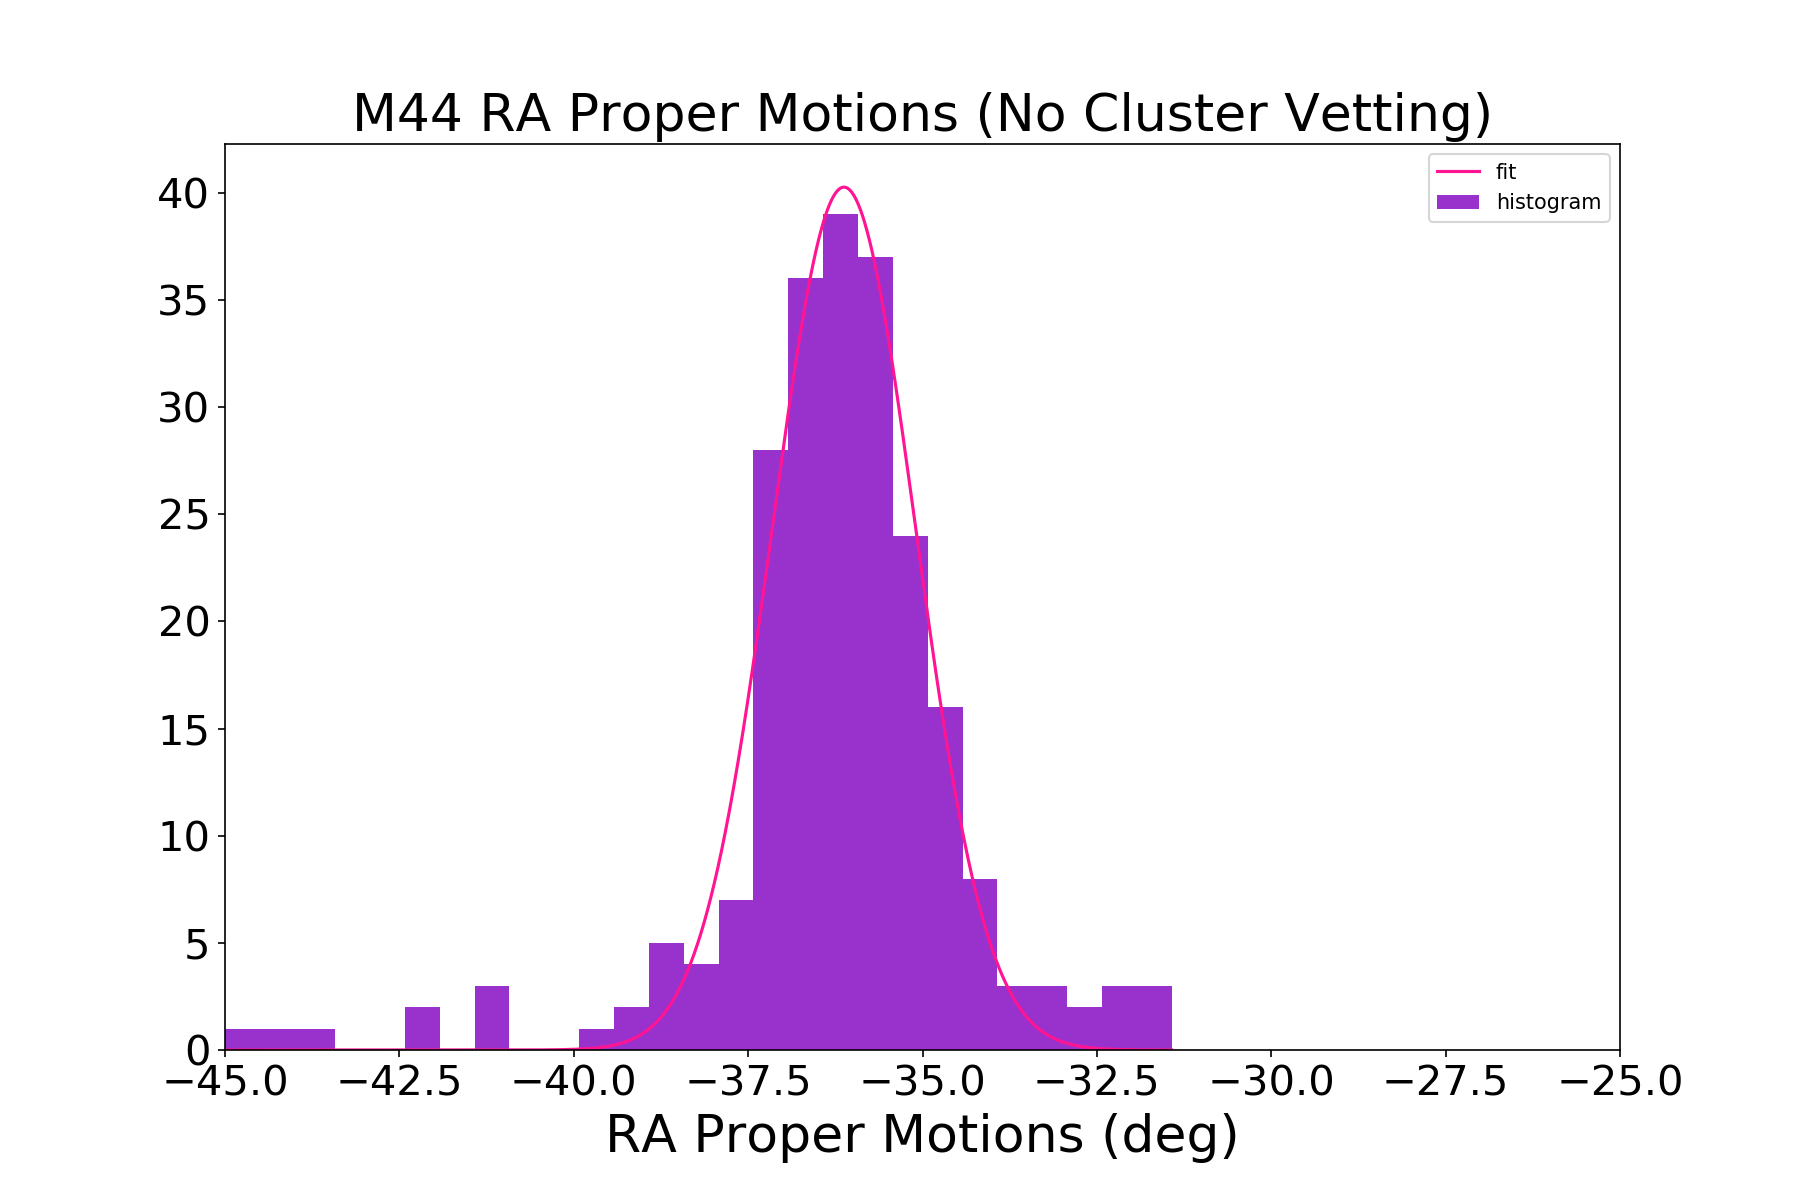 M44 RA Proper Motions (No Cluster Vetting)
fit
histogram
40
35
30
25
20
15
10
5
0
−45.0 −42.5 −40.0 −37.5 −35.0 −32.5 −30.0 −27.5 −25.0
RA Proper Motions (deg)